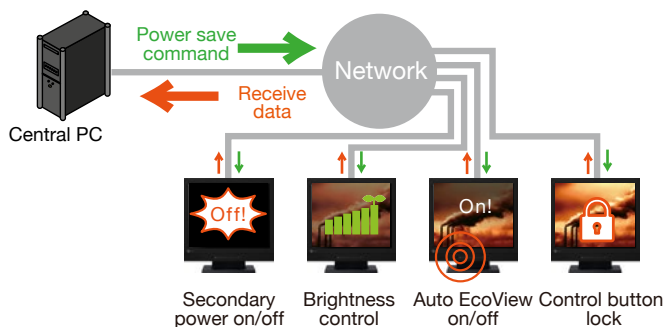 Power save
command
Network
Receive
data
Central PC
Off!
On!
Secondary
power on/off
Brightness
control
Auto EcoView
on/off
Control button
lock